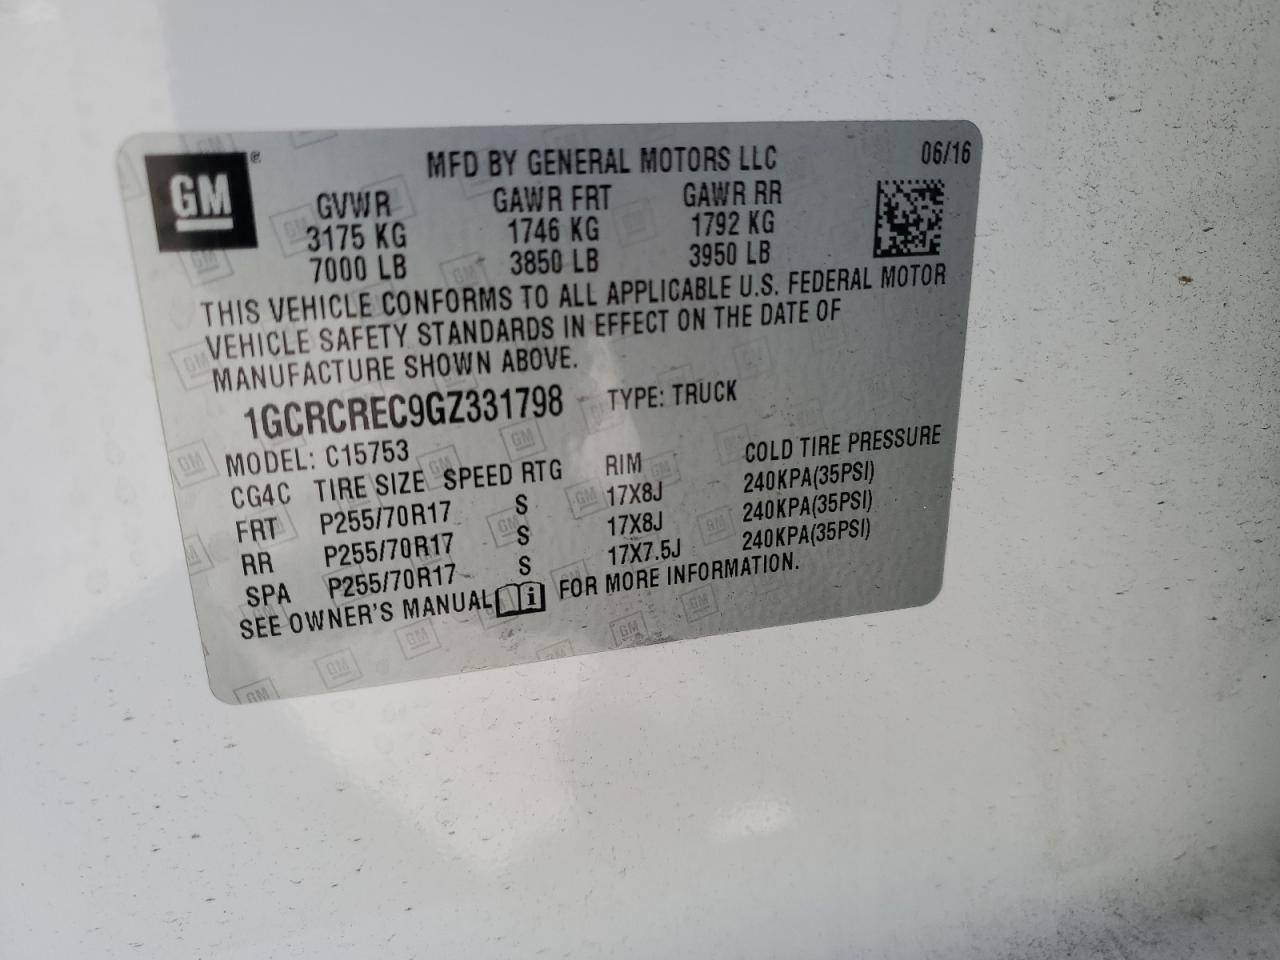 GM
MFD BY GENERAL MOTORS LLC 06/16
GVWR GAWR FRT GAWR RR
3175 KG 1746 KG 1792 KG
7000 LB 3850 LB 3950 LB
THIS VEHICLE CONFORMS TO ALL APPLICABLE U.S. FEDERAL MOTOR
VEHICLE SAFETY STANDARDS IN EFFECT ON THE DATE OF
MANUFACTURE SHOWN ABOVE.
1GCRCREC9GZ331798 TYPE: TRUCK
MODEL: C15753
CG4C TIRE SIZE SPEED RTG RIM COLD TIRE PRESSURE
FRT P255/70R17 S 17X8J 240KPA(35PSI)
RR P255/70R17 S 17X8J 240KPA(35PSI)
SPA P255/70R17 S 17X7.5J 240KPA(35PSI)
SEE OWNER'S MANUAL FOR MORE INFORMATION.